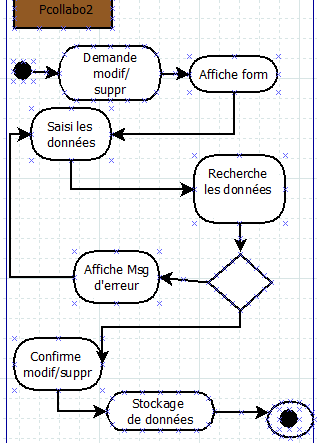 Pcollabo2
Demande
modif/
suppr
Affiche form
Saisi les
données
Recherche
les données
Affiche Msg
d'erreur
Confirme
modif/suppr
Stockage
de données